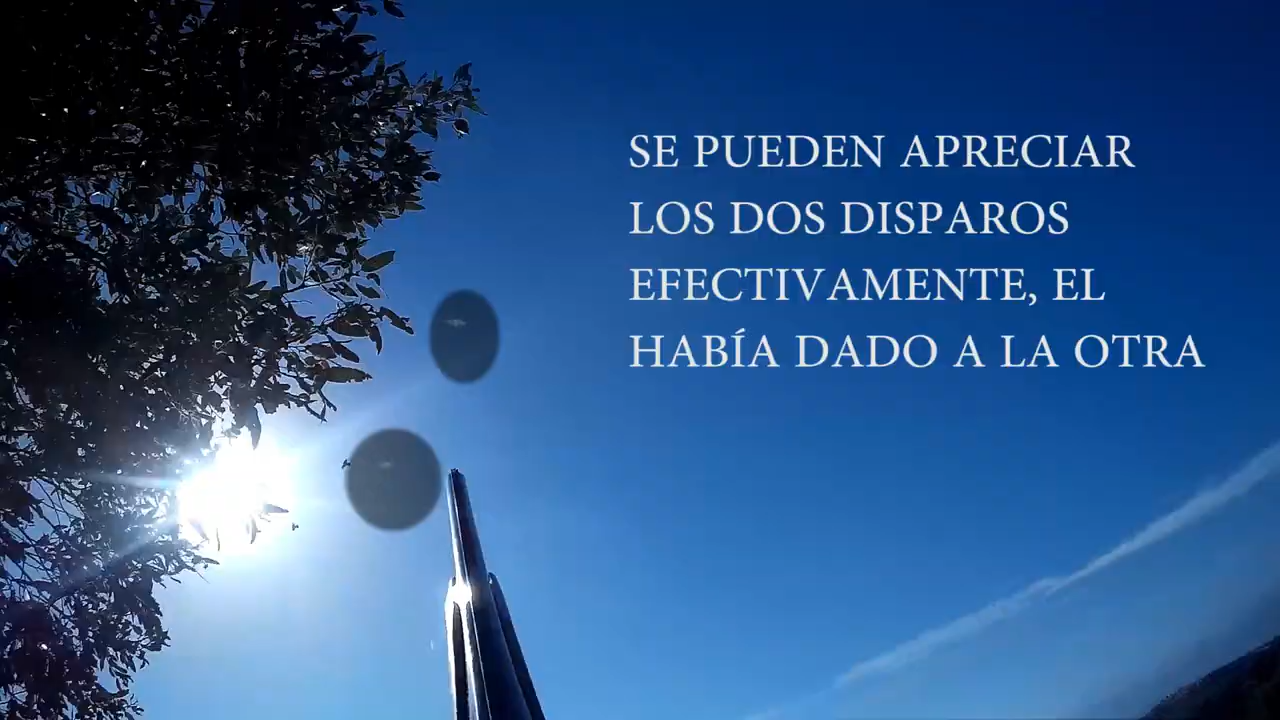 SE PUEDEN APRECIAR
LOS DOS DISPAROS
EFECTIVAMENTE, EL
HABÍA DADO A LA OTRA